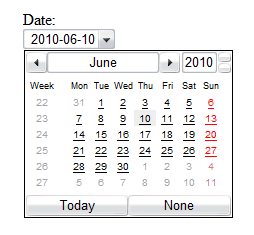 Date:
2010-06-10
June 2010
Week Mon Tue Wed Thu Fri Sat Sun
22 31 1 2 3 4 5 6
23 7 8 9 10 11 12 13
24 14 15 16 17 18 19 20
25 21 22 23 24 25 26 27
26 28 29 30 1 2 3 4
27 5 6 7 8 9 10 11
Today None